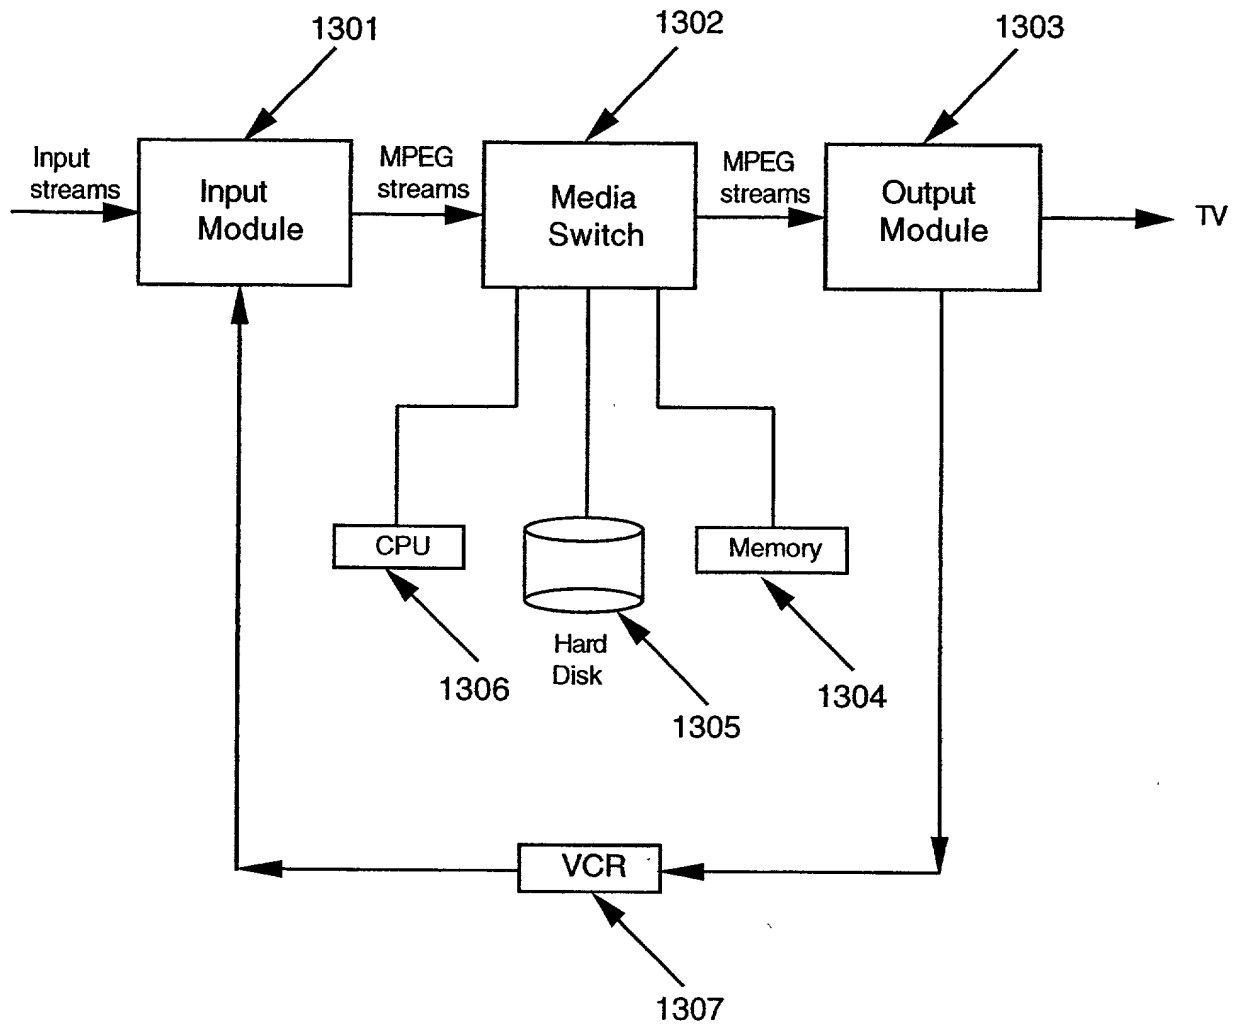 1301
1302
1303
Input
streams
Input
Module
MPEG
streams
Media
Switch
MPEG
streams
Output
Module
TV
CPU
Memory
Hard
Disk
1306
1305
1304
VCR
1307